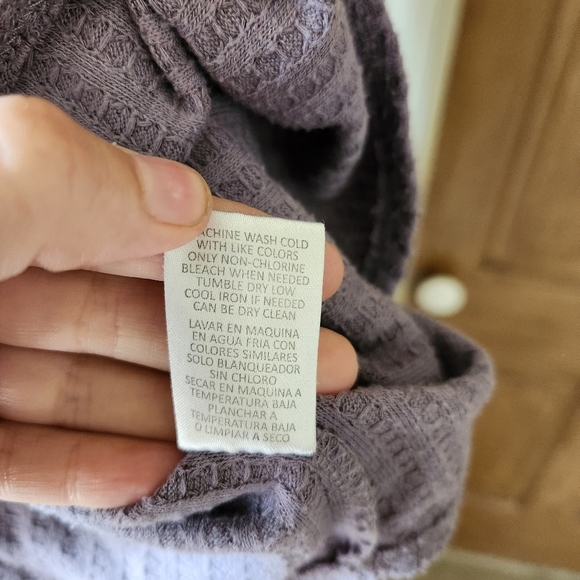 ACHINE WASH COLD
WITH LIKE COLORS
ONLY NON-CHLORINE
BLEACH WHEN NEEDED
TUMBLE DRY LOW
COOL IRON IF NEEDED
CAN BE DRY CLEAN
LAVAR EN MAQUINA
EN AGUA FRIA CON
COLORES SIMILARES
SOLO BLANQUEADOR
SIN CHLORO
SECAR EN MAQUINA A
TEMPERATURA BAJA
PLANCHAR A
TEMPERATURA BAJA
O LIMPIAR A SECO